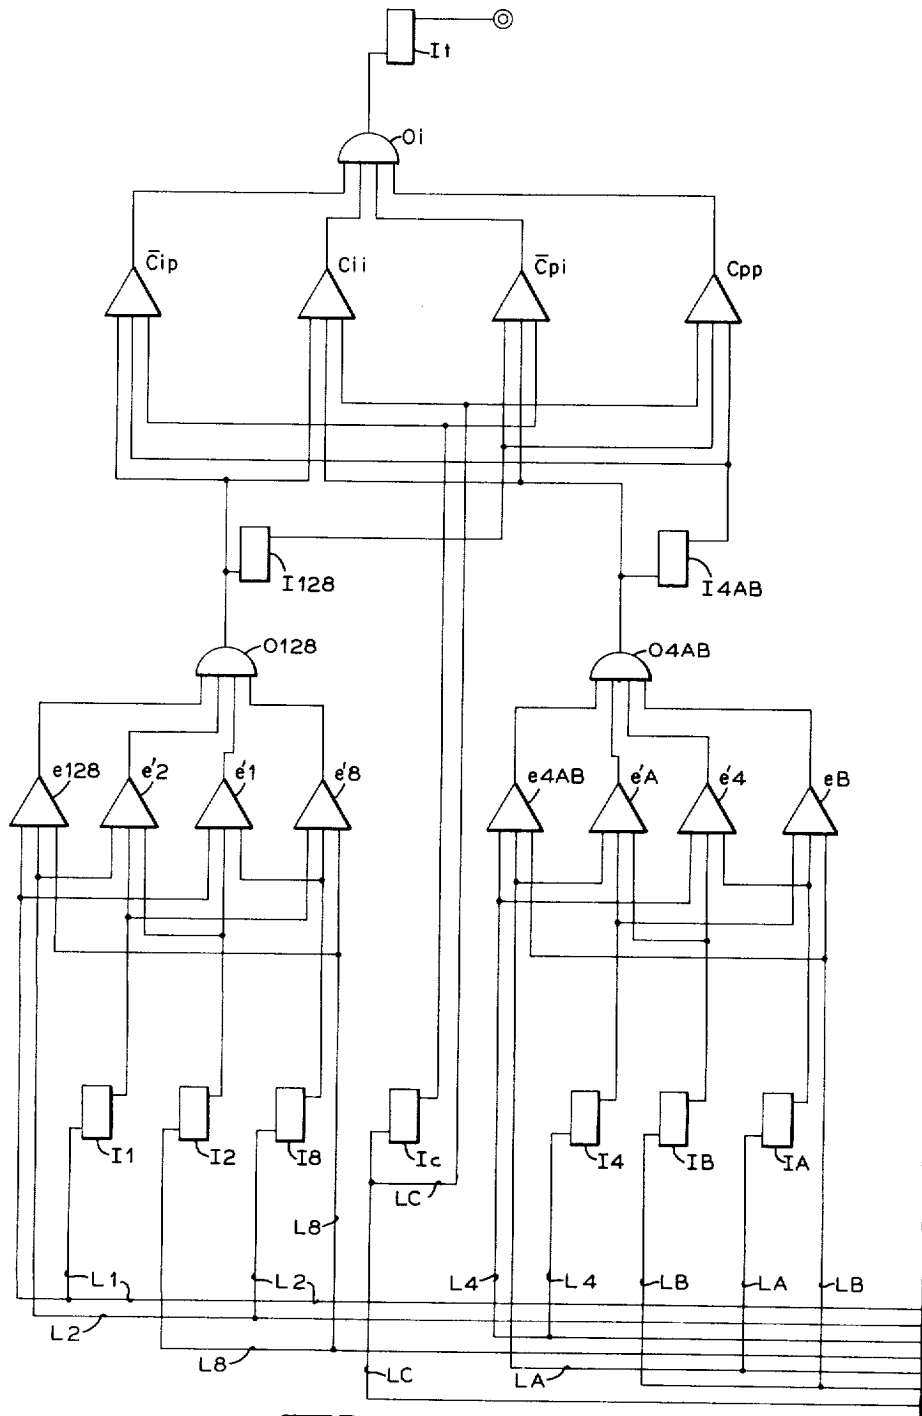 It
Oi
C̅ip
Cii
C̅pi
Cpp
I128
I4AB
O128
O4AB
e128
e'2
e'1
e'8
e4AB
e'A
e'4
eB
I1
I2
I8
Ic
I4
IB
IA
LC
L8
L1
L2
L4
L4
LB
LA
LB
L2
L8
LC
LA